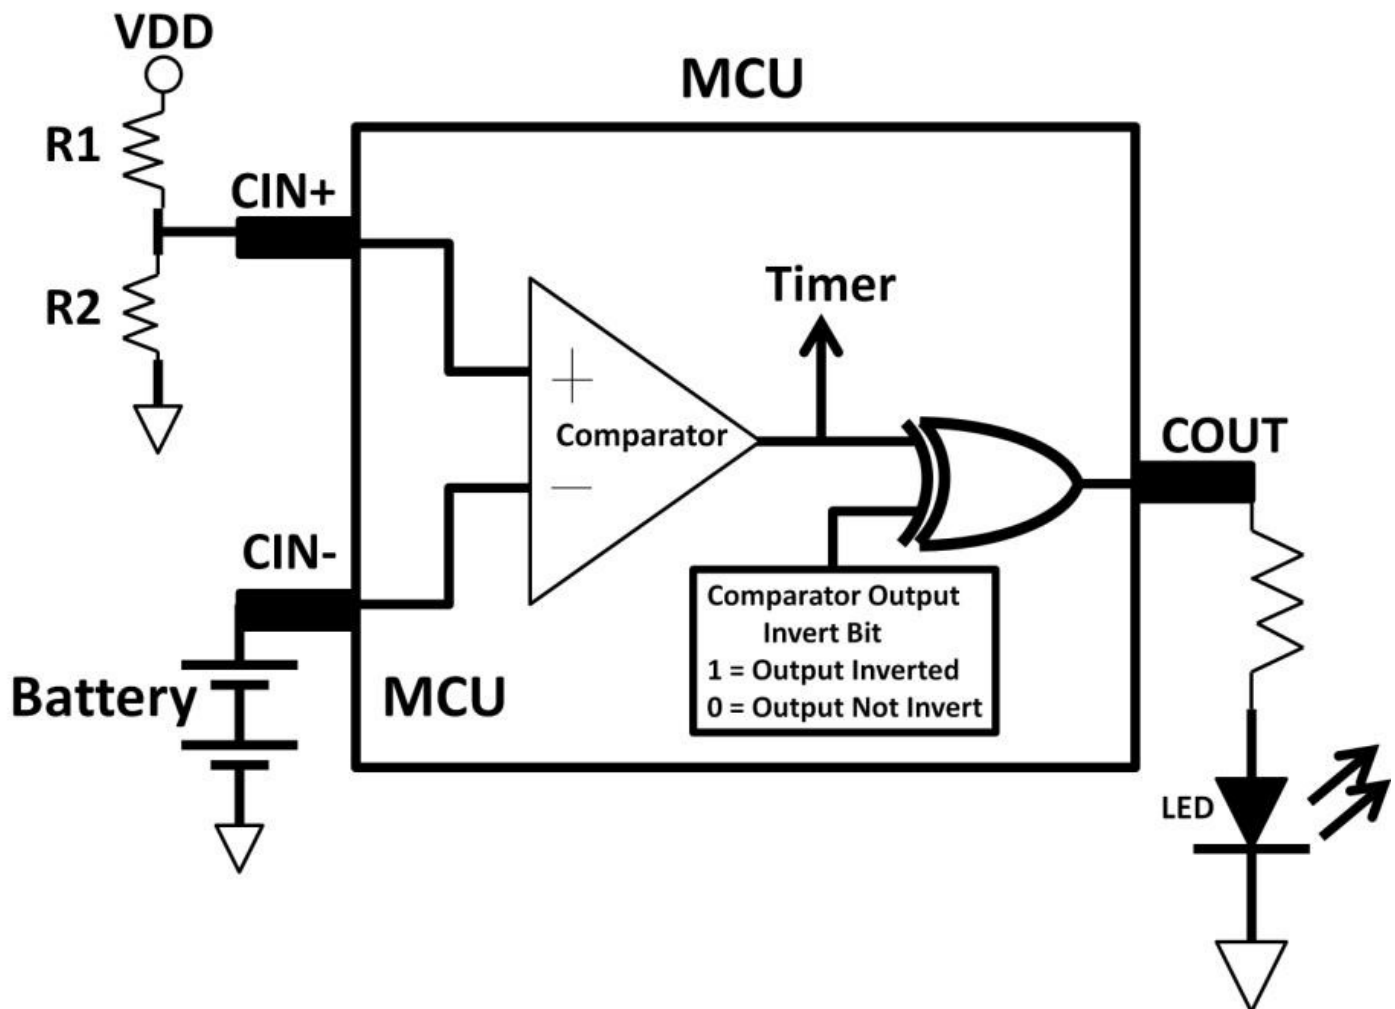 VDD
MCU
R1
CIN+
R2
Timer
+
Comparator
−
COUT
CIN-
Comparator Output
Invert Bit
1 = Output Inverted
0 = Output Not Invert
Battery
MCU
LED